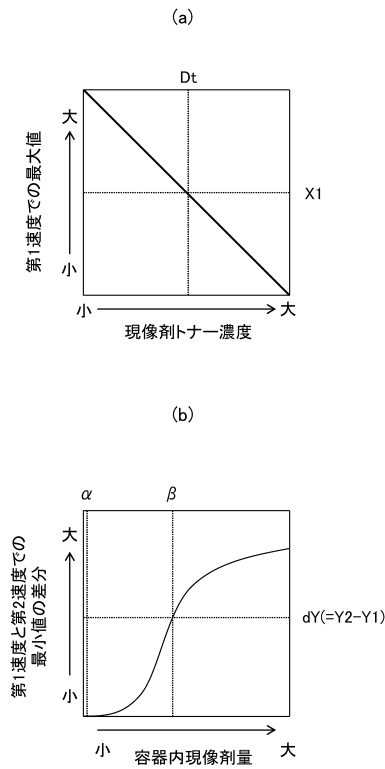 (a)
Dt
大
第1速度での最大値
X1
小
小
大
現像剤トナー濃度
(b)
α
β
大
第1速度と第2速度での
最小値の差分
dY(=Y2−Y1)
小
小
大
容器内現像剤量